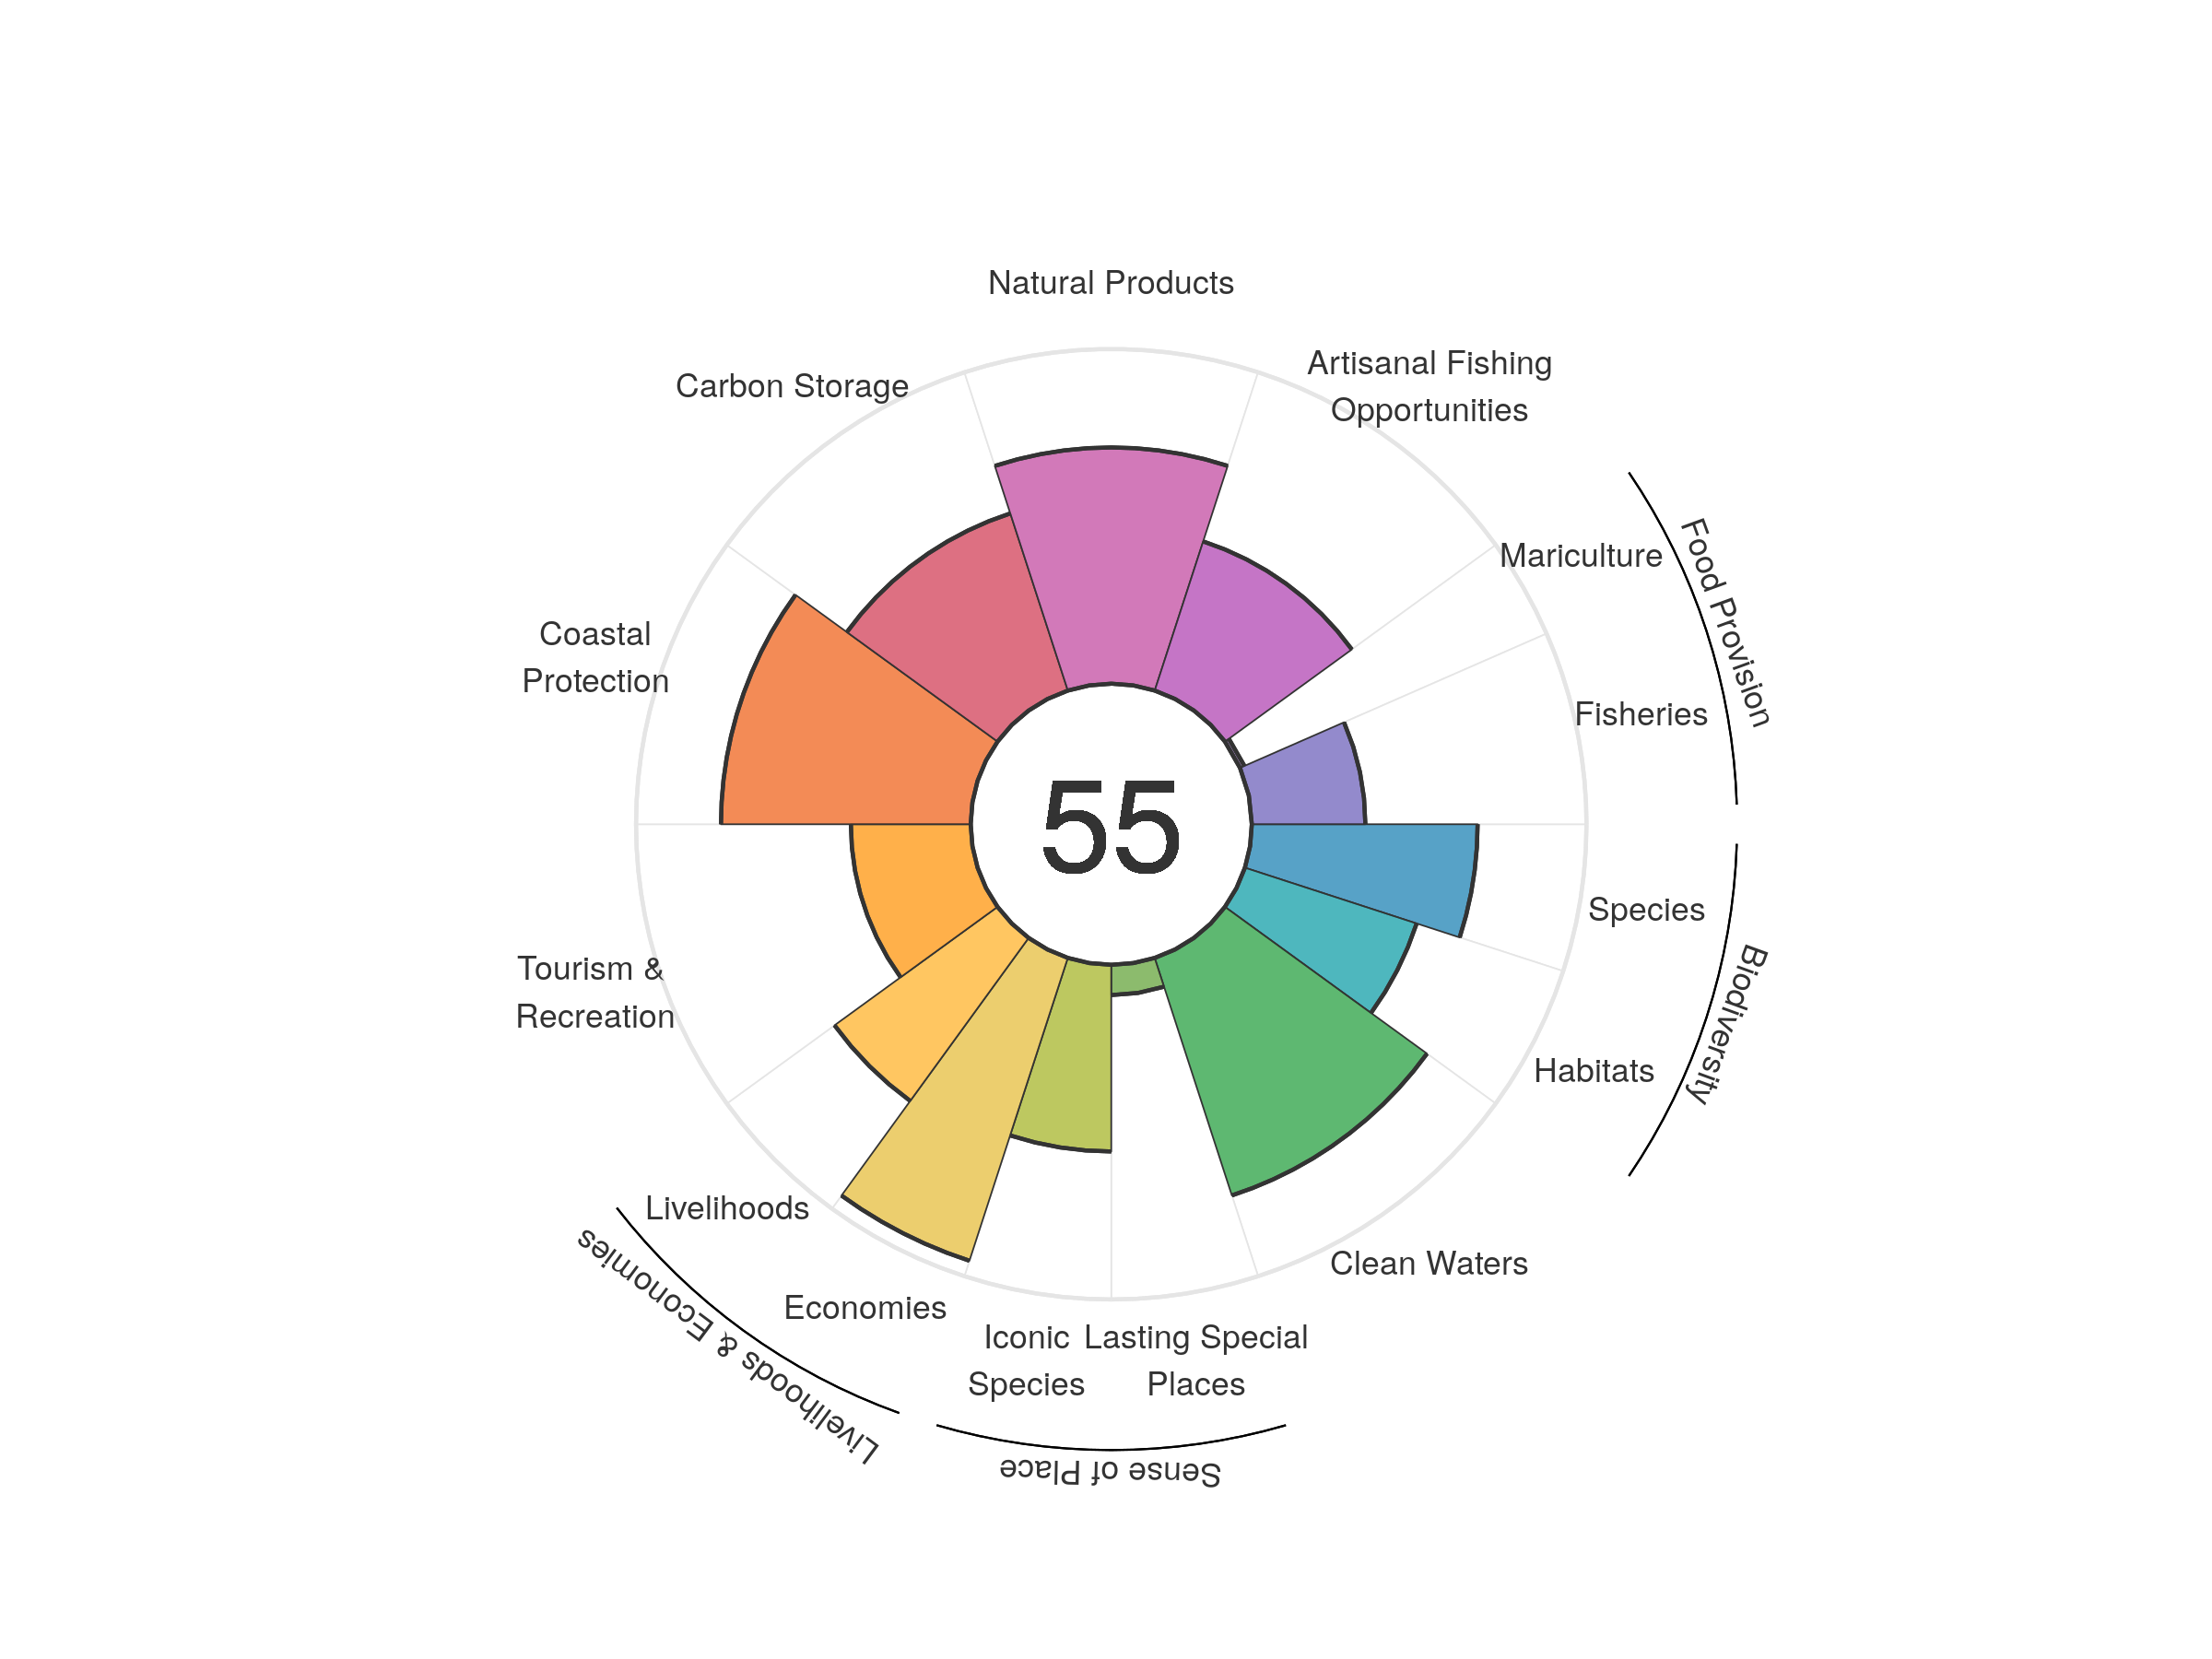 Natural Products
Artisanal Fishing
Opportunities
Carbon Storage
Mariculture
Food Provision
Coastal
Protection
Fisheries
55
Species
Tourism &
Recreation
Biodiversity
Habitats
Livelihoods
Clean Waters
Economies
Livelihoods & Economies
Iconic
Species
Lasting Special
Places
Sense of Place